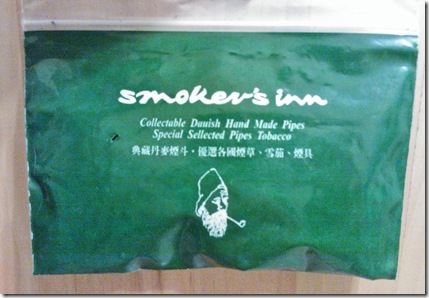 smoker's inn
Collectable Dauish Hand Made Pipes
Special Sellected Pipes Tobacco
典藏丹麥煙斗，優選各國煙草、雪茄、煙具